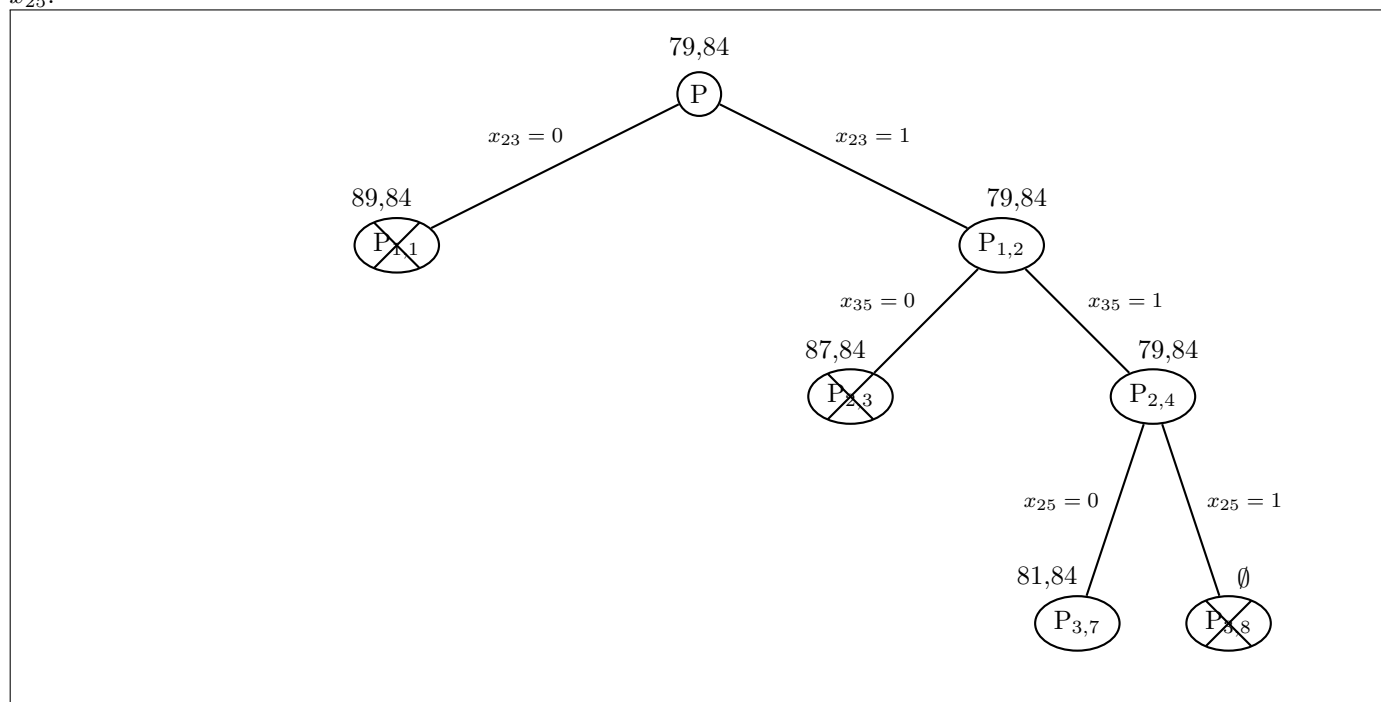 x₂₅.
79,84
P
x₂₃ = 0
x₂₃ = 1
89,84
79,84
P₁,₁
P₁,₂
x₃₅ = 0
x₃₅ = 1
87,84
79,84
P₂,₃
P₂,₄
x₂₅ = 0
x₂₅ = 1
81,84
∅
P₃,₇
P₃,₈